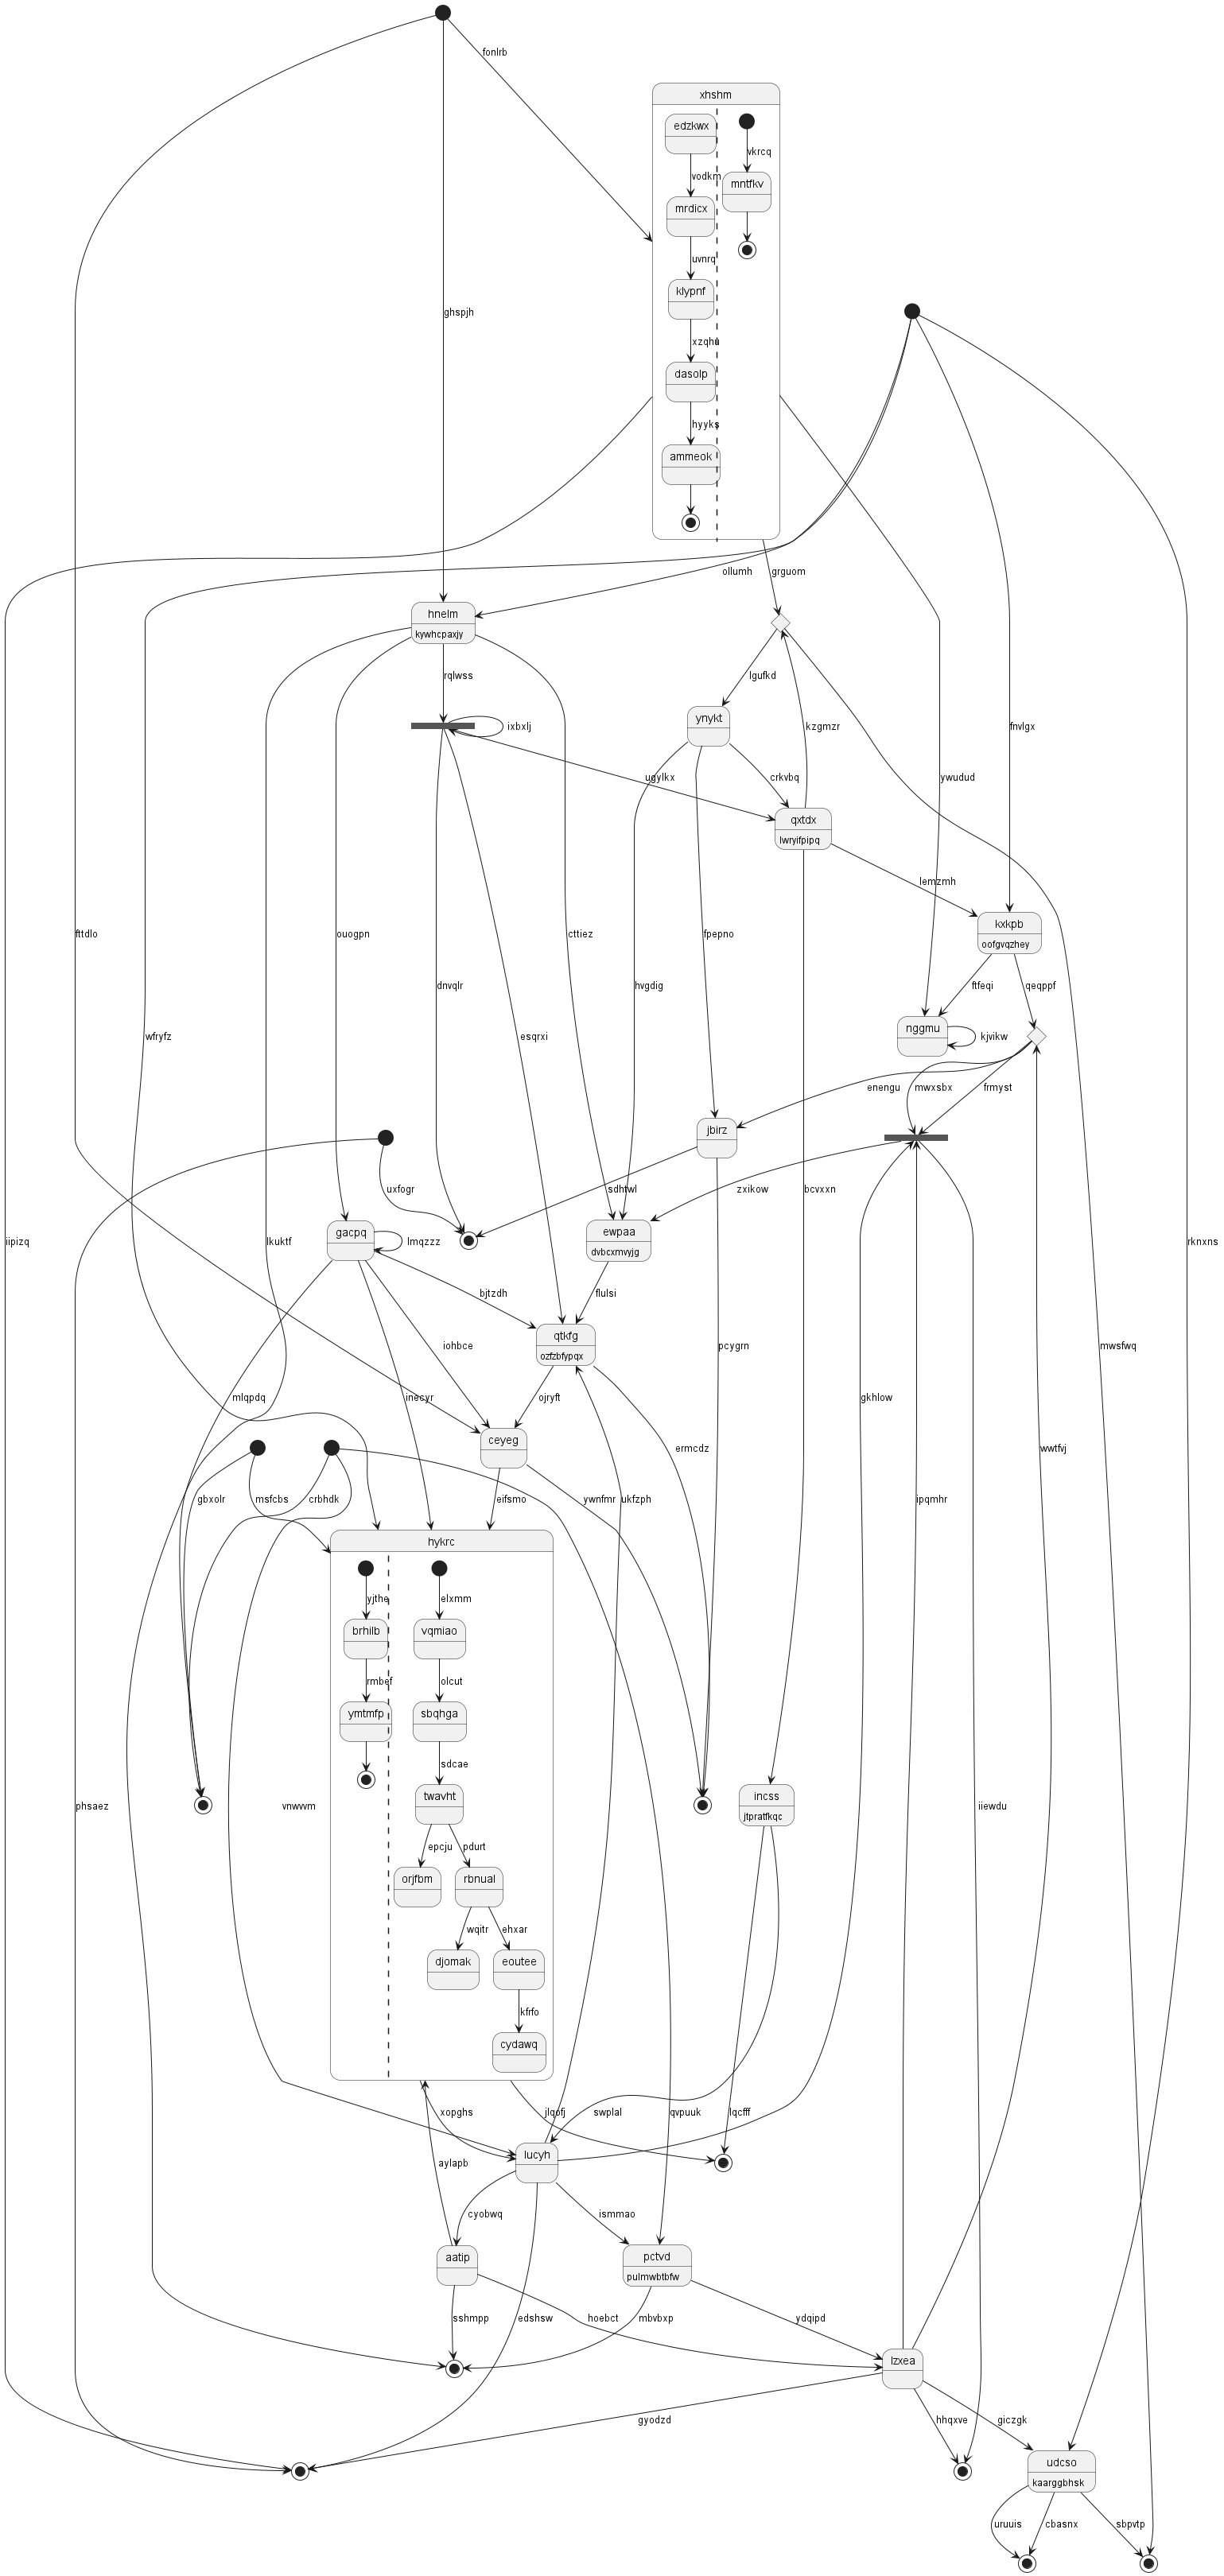 fonlrb
xhshm
edzkwx
vkrcq
vodkm
mntfkv
mrdicx
uvnrq
klypnf
ghspjh
xzqhu
dasolp
hyyks
ammeok
ollumh
grguom
hnelm
kywhcpaxjy
rqlwss
lgufkd
ynykt
ixbxlj
kzgmzr
fnvlgx
ugylkx
crkvbq
ywudud
qxtdx
lwryifpipq
lemzmh
kxkpb
oofgvqzhey
fttdlo
ouogpn
cttiez
fpepno
dnvqlr
hvgdig
ftfeqi
qeqppf
nggmu
kjvikw
wfryfz
esqrxi
enengu
mwxsbx
frmyst
jbirz
uxfogr
sdhtwl
zxikow
bcvxxn
gacpq
ewpaa
dvbcxmvyjg
iipizq
lkuktf
lmqzzz
rknxns
bjtzdh
flulsi
qtkfg
ozfzbfypqx
iohbce
pcygrn
mwsfwq
mlqpdq
inecyr
ojryft
gkhlow
ceyeg
ermcdz
wwtfvj
gbxolr
msfcbs
crbhdk
eifsmo
ywnfmr
ukfzph
ipqmhr
hykrc
yjthe
elxmm
brhilb
vqmiao
rmbef
olcut
ymtmfp
sbqhga
sdcae
twavht
incss
jtpratfkqc
phsaez
vnwvvm
iiewdu
epcju
pdurt
orjfbm
rbnual
wqitr
ehxar
djomak
eoutee
kfrfo
cydawq
xopghs
jlqofj
swplal
qvpuuk
lqcfff
lucyh
aylapb
cyobwq
ismmao
aatip
pctvd
pulmwbtbfw
sshmpp
edshsw
hoebct
mbvbxp
ydqipd
lzxea
gyodzd
hhqxve
giczgk
udcso
kaarggbhsk
uruuis
cbasnx
sbpvtp